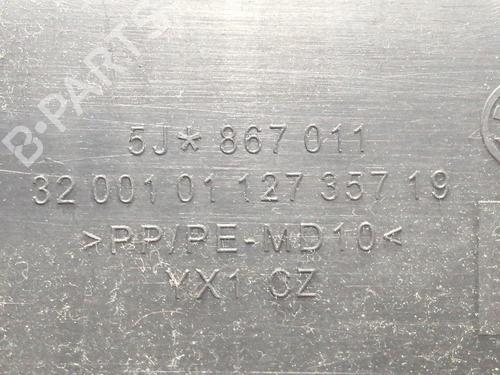 B-PARTS
5J* 867 011
32 001 01 127 357 19
>PP/PE-MD10<
YX1 CZ